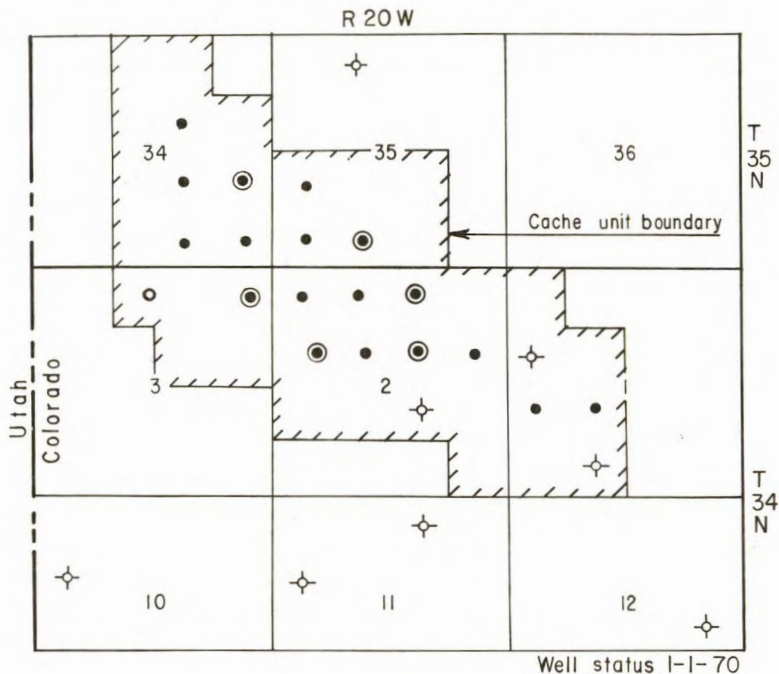 R 20 W
34
35
36
T
35
N
Cache unit boundary
Utah
Colorado
3
2
T
34
N
10
11
12
Well status 1-1-70